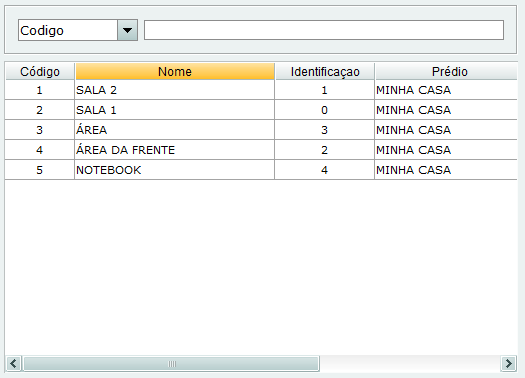 Codigo
Código Nome Identificaçao Prédio
1 SALA 2 1 MINHA CASA
2 SALA 1 0 MINHA CASA
3 ÁREA 3 MINHA CASA
4 ÁREA DA FRENTE 2 MINHA CASA
5 NOTEBOOK 4 MINHA CASA